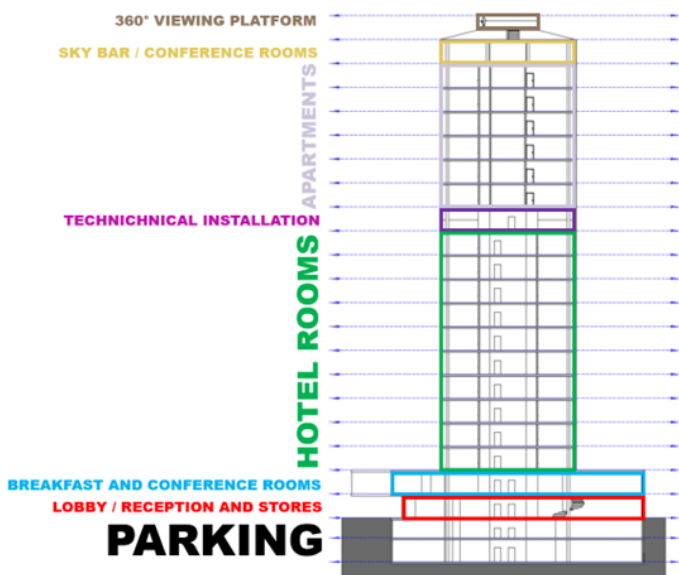 360° VIEWING PLATFORM
SKY BAR / CONFERENCE ROOMS
APARTMENTS
TECHNICHNICAL INSTALLATION
HOTEL ROOMS
BREAKFAST AND CONFERENCE ROOMS
LOBBY / RECEPTION AND STORES
PARKING